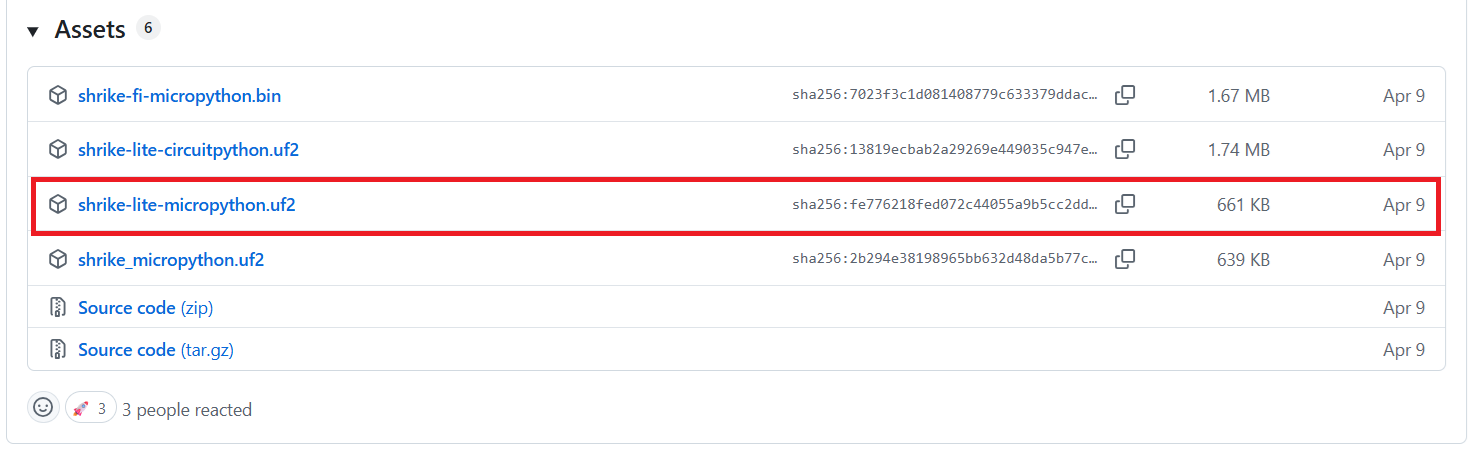 Assets 6
shrike-fi-micropython.bin sha256:7023f3c1d081408779c633379ddac… 1.67 MB Apr 9
shrike-lite-circuitpython.uf2 sha256:13819ecbab2a29269e449035c947e… 1.74 MB Apr 9
shrike-lite-micropython.uf2 sha256:fe776218fed072c44055a9b5cc2dd… 661 KB Apr 9
shrike_micropython.uf2 sha256:2b294e38198965bb632d48da5b77c… 639 KB Apr 9
Source code (zip) Apr 9
Source code (tar.gz) Apr 9
3 3 people reacted